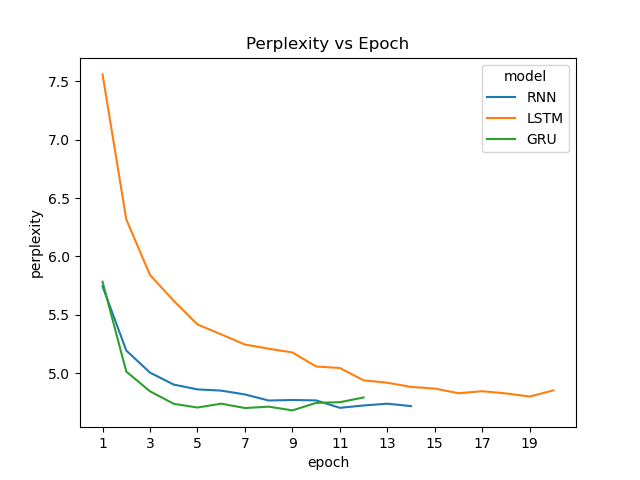 Perplexity vs Epoch
model
RNN
LSTM
GRU
perplexity
7.5
7.0
6.5
6.0
5.5
5.0
1 3 5 7 9 11 13 15 17 19
epoch